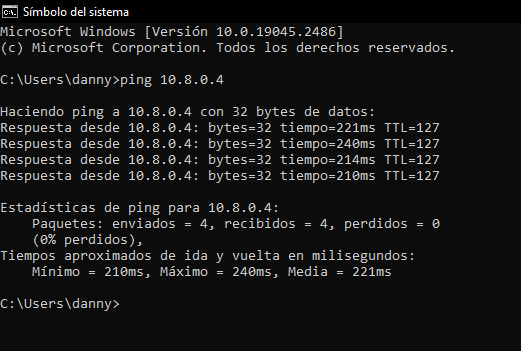 Símbolo del sistema
Microsoft Windows [Versión 10.0.19045.2486]
(c) Microsoft Corporation. Todos los derechos reservados.
C:\Users\danny>ping 10.8.0.4
Haciendo ping a 10.8.0.4 con 32 bytes de datos:
Respuesta desde 10.8.0.4: bytes=32 tiempo=221ms TTL=127
Respuesta desde 10.8.0.4: bytes=32 tiempo=240ms TTL=127
Respuesta desde 10.8.0.4: bytes=32 tiempo=214ms TTL=127
Respuesta desde 10.8.0.4: bytes=32 tiempo=210ms TTL=127
Estadísticas de ping para 10.8.0.4:
    Paquetes: enviados = 4, recibidos = 4, perdidos = 0
    (0% perdidos),
Tiempos aproximados de ida y vuelta en milisegundos:
    Mínimo = 210ms, Máximo = 240ms, Media = 221ms
C:\Users\danny>